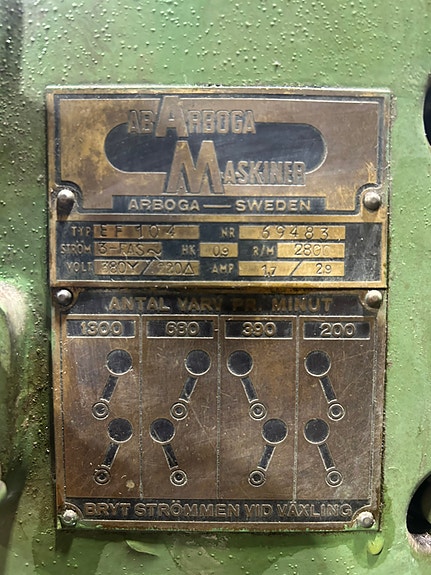 AB ARBOGA
MASKINER
ARBOGA — SWEDEN
TYP EF 104 NR 69483
STRÖM 3-FAS~ HK 0,9 R/M 2800
VOLT 380Y/220Δ AMP 1,7 / 2,9
ANTAL VARV PR. MINUT
1300 680 390 200
BRYT STRÖMMEN VID VÄXLING